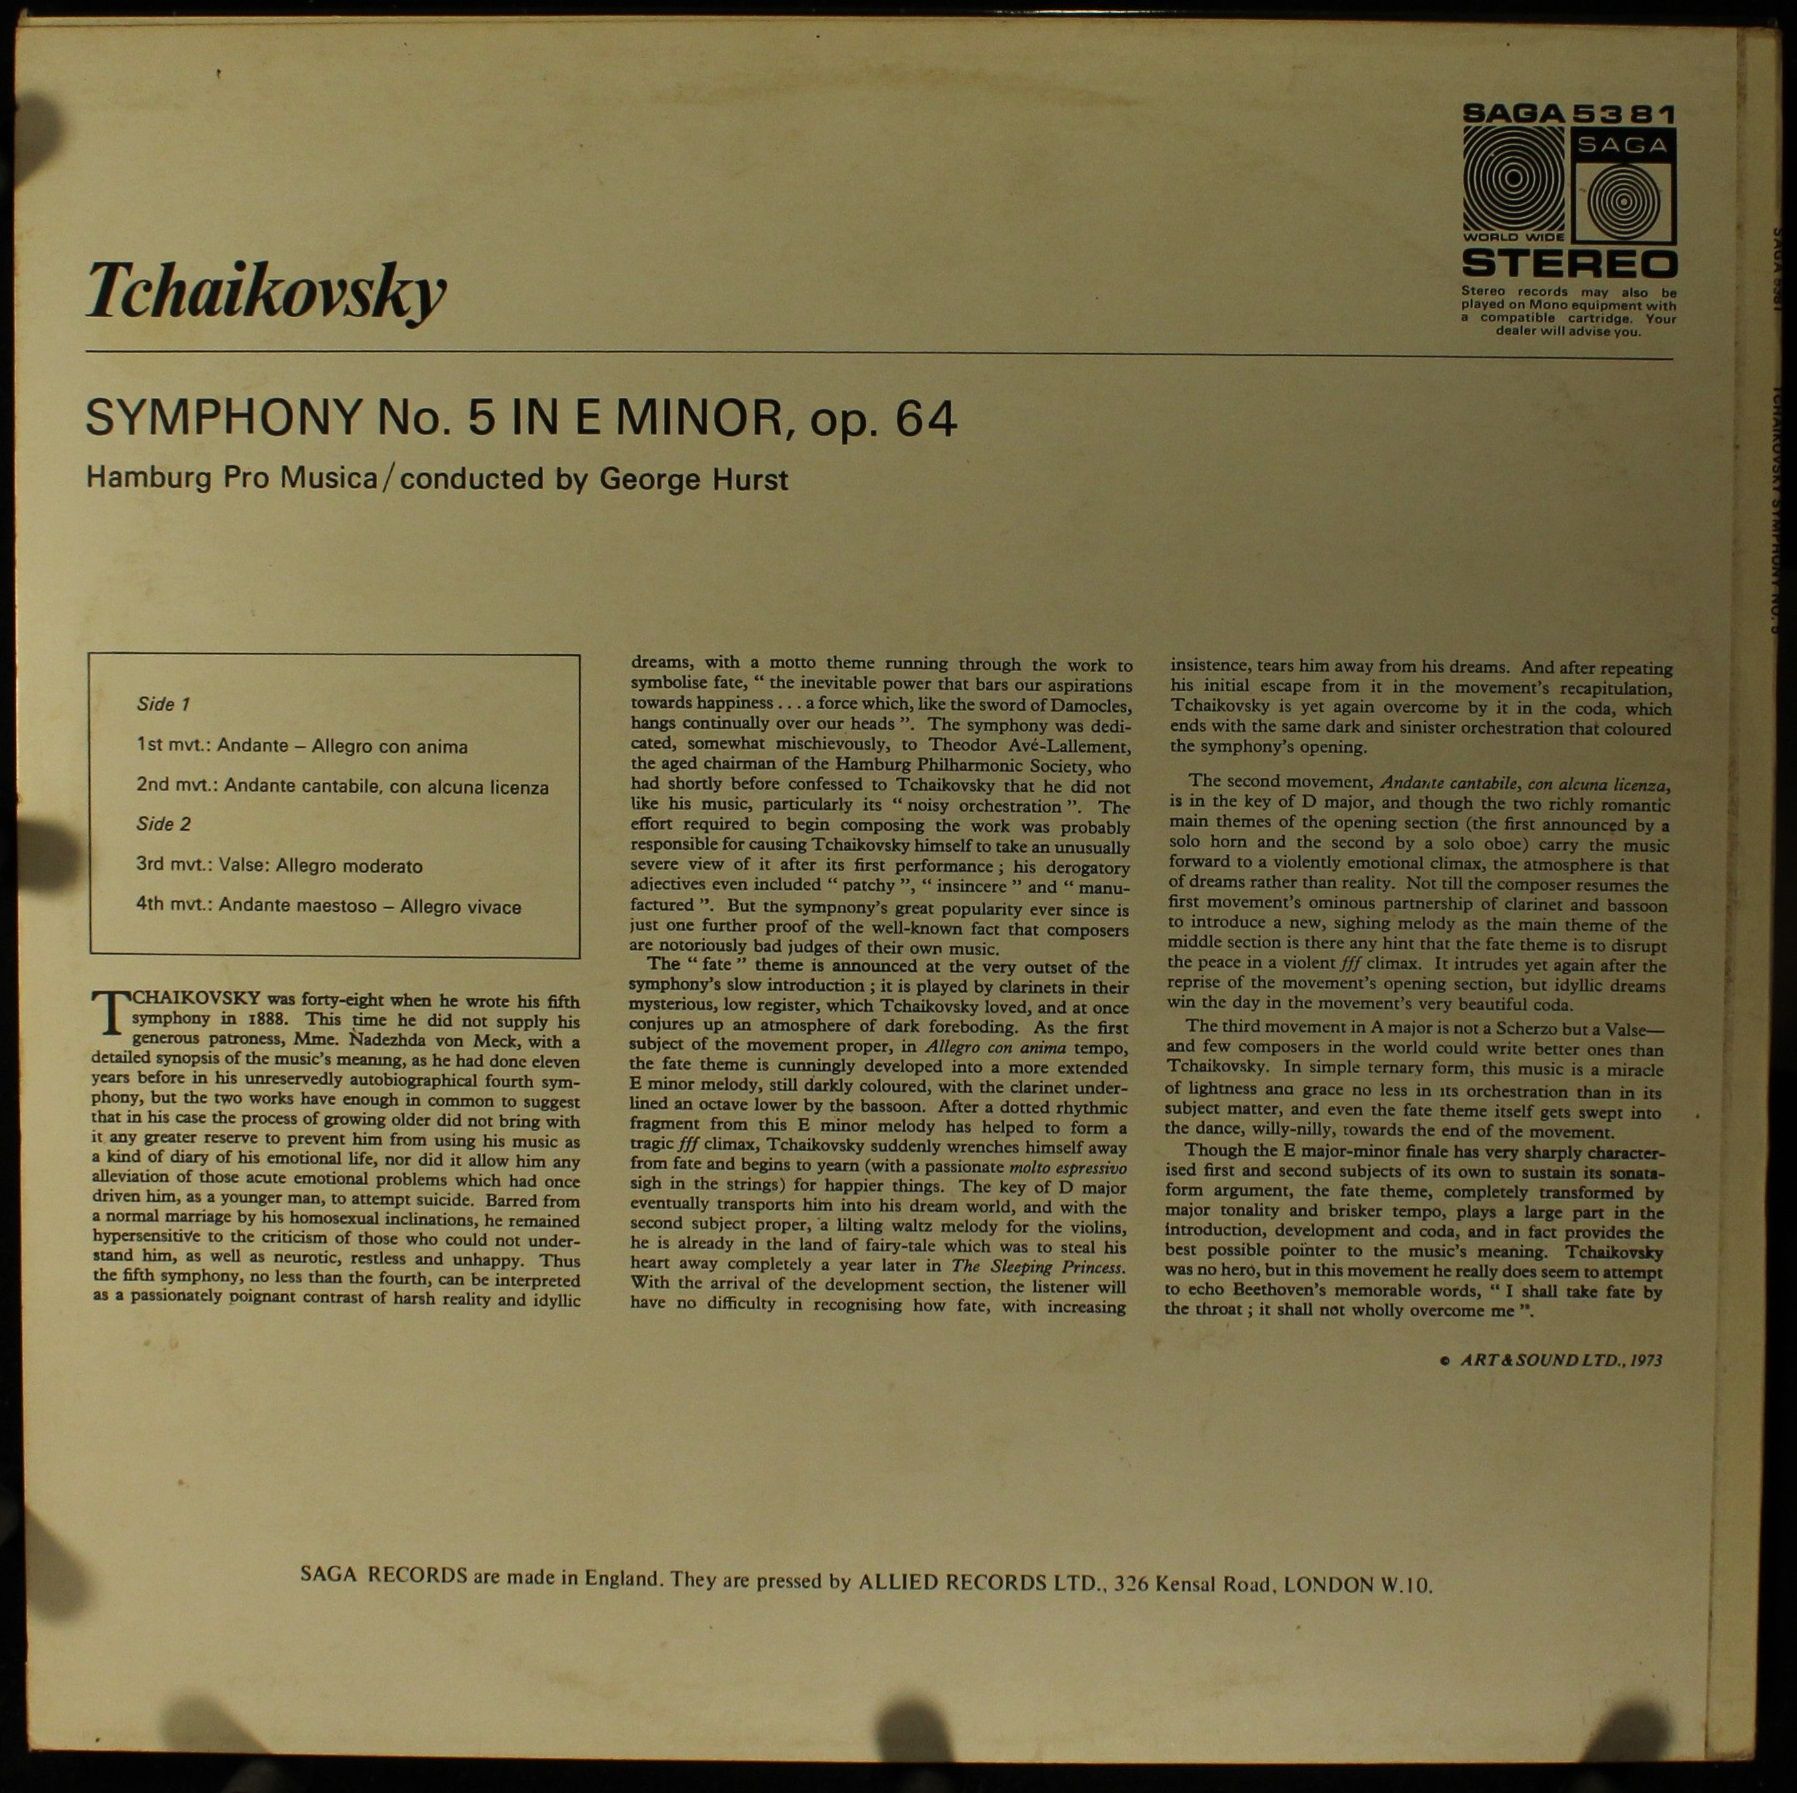 SAGA 5381
SAGA
WORLD WIDE
STEREO
Stereo records may also be
played on Mono equipment with
a compatible cartridge. Your
dealer will advise you.
Tchaikovsky
SYMPHONY No. 5 IN E MINOR, op. 64
Hamburg Pro Musica/conducted by George Hurst
Side 1
1st mvt.: Andante – Allegro con anima
2nd mvt.: Andante cantabile, con alcuna licenza
Side 2
3rd mvt.: Valse: Allegro moderato
4th mvt.: Andante maestoso – Allegro vivace
TCHAIKOVSKY was forty-eight when he wrote his fifth
symphony in 1888. This time he did not supply his
generous patroness, Mme. Nadezhda von Meck, with a
detailed synopsis of the music's meaning, as he had done eleven
years before in his unreservedly autobiographical fourth sym-
phony, but the two works have enough in common to suggest
that in his case the process of growing older did not bring with
it any greater reserve to prevent him from using his music as
a kind of diary of his emotional life, nor did it allow him any
alleviation of those acute emotional problems which had once
driven him, as a younger man, to attempt suicide. Barred from
a normal marriage by his homosexual inclinations, he remained
hypersensitive to the criticism of those who could not under-
stand him, as well as neurotic, restless and unhappy. Thus
the fifth symphony, no less than the fourth, can be interpreted
as a passionately poignant contrast of harsh reality and idyllic
dreams, with a motto theme running through the work to
symbolise fate, " the inevitable power that bars our aspirations
towards happiness . . . a force which, like the sword of Damocles,
hangs continually over our heads ". The symphony was dedi-
cated, somewhat mischievously, to Theodor Avé-Lallement,
the aged chairman of the Hamburg Philharmonic Society, who
had shortly before confessed to Tchaikovsky that he did not
like his music, particularly its " noisy orchestration ". The
effort required to begin composing the work was probably
responsible for causing Tchaikovsky himself to take an unusually
severe view of it after its first performance ; his derogatory
adjectives even included " patchy ", " insincere " and " manu-
factured ". But the sympnony's great popularity ever since is
just one further proof of the well-known fact that composers
are notoriously bad judges of their own music.
The " fate " theme is announced at the very outset of the
symphony's slow introduction ; it is played by clarinets in their
mysterious, low register, which Tchaikovsky loved, and at once
conjures up an atmosphere of dark foreboding. As the first
subject of the movement proper, in Allegro con anima tempo,
the fate theme is cunningly developed into a more extended
E minor melody, still darkly coloured, with the clarinet under-
lined an octave lower by the bassoon. After a dotted rhythmic
fragment from this E minor melody has helped to form a
tragic fff climax, Tchaikovsky suddenly wrenches himself away
from fate and begins to yearn (with a passionate molto espressivo
sigh in the strings) for happier things. The key of D major
eventually transports him into his dream world, and with the
second subject proper, a lilting waltz melody for the violins,
he is already in the land of fairy-tale which was to steal his
heart away completely a year later in The Sleeping Princess.
With the arrival of the development section, the listener will
have no difficulty in recognising how fate, with increasing
insistence, tears him away from his dreams. And after repeating
his initial escape from it in the movement's recapitulation,
Tchaikovsky is yet again overcome by it in the coda, which
ends with the same dark and sinister orchestration that coloured
the symphony's opening.
The second movement, Andante cantabile, con alcuna licenza,
is in the key of D major, and though the two richly romantic
main themes of the opening section (the first announced by a
solo horn and the second by a solo oboe) carry the music
forward to a violently emotional climax, the atmosphere is that
of dreams rather than reality. Not till the composer resumes the
first movement's ominous partnership of clarinet and bassoon
to introduce a new, sighing melody as the main theme of the
middle section is there any hint that the fate theme is to disrupt
the peace in a violent fff climax. It intrudes yet again after the
reprise of the movement's opening section, but idyllic dreams
win the day in the movement's very beautiful coda.
The third movement in A major is not a Scherzo but a Valse—
and few composers in the world could write better ones than
Tchaikovsky. In simple ternary form, this music is a miracle
of lightness and grace no less in its orchestration than in its
subject matter, and even the fate theme itself gets swept into
the dance, willy-nilly, towards the end of the movement.
Though the E major-minor finale has very sharply character-
ised first and second subjects of its own to sustain its sonata-
form argument, the fate theme, completely transformed by
major tonality and brisker tempo, plays a large part in the
introduction, development and coda, and in fact provides the
best possible pointer to the music's meaning. Tchaikovsky
was no hero, but in this movement he really does seem to attempt
to echo Beethoven's memorable words, " I shall take fate by
the throat ; it shall not wholly overcome me ".
© ART & SOUND LTD., 1973
SAGA RECORDS are made in England. They are pressed by ALLIED RECORDS LTD., 326 Kensal Road, LONDON W.10.
SAGA 5381
TCHAIKOVSKY SYMPHONY NO. 5